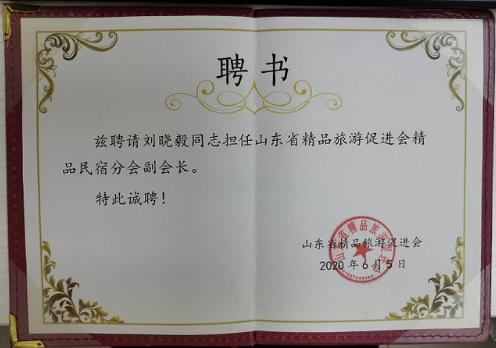 聘书
兹聘请刘晓毅同志担任山东省精品旅游促进会精
品民宿分会副会长。
特此诚聘！
山东省精品旅游促进会
2020年6月5日